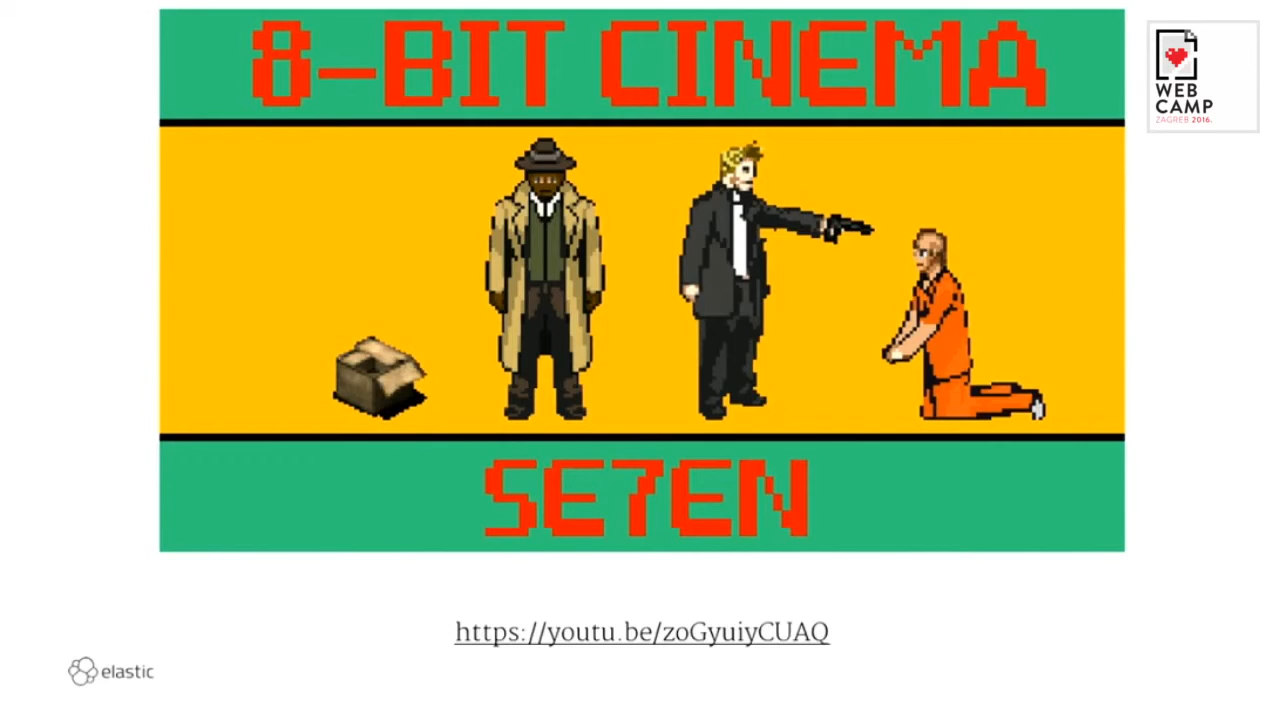 8-BIT CINEMA
WEB
CAMP
ZAGREB 2016.
SE7EN
https://youtu.be/zoGyuiyCUAQ
elastic